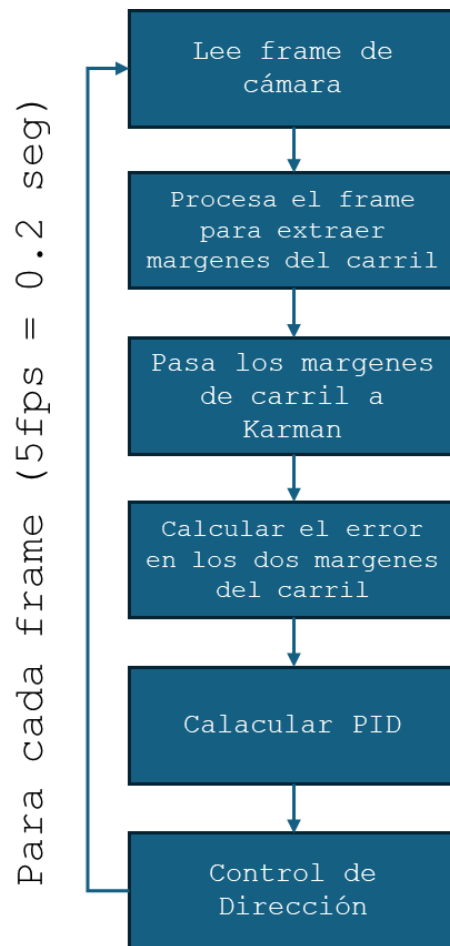 Lee frame de
cámara
Procesa el frame
para extraer
margenes del carril
Pasa los margenes
de carril a
Karman
Calcular el error
en los dos margenes
del carril
Calacular PID
Control de
Dirección
Para cada frame (5fps = 0.2 seg)